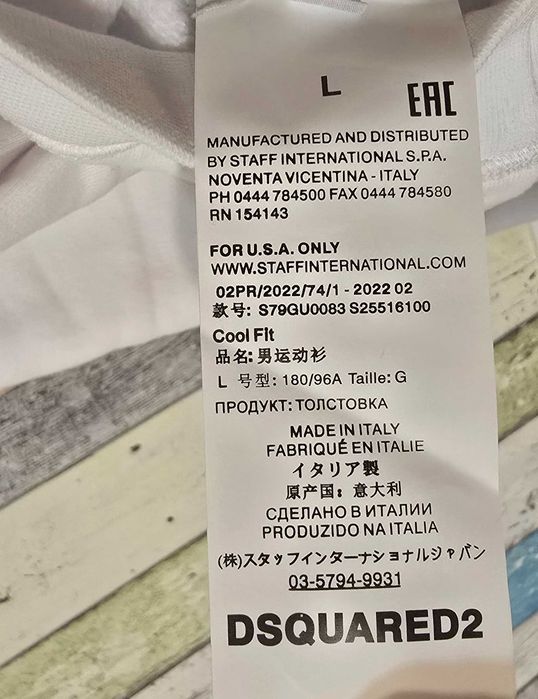 L
EAC
MANUFACTURED AND DISTRIBUTED
BY STAFF INTERNATIONAL S.P.A.
NOVENTA VICENTINA - ITALY
PH 0444 784500 FAX 0444 784580
RN 154143
FOR U.S.A. ONLY
WWW.STAFFINTERNATIONAL.COM
02PR/2022/74/1 - 2022 02
款号: S79GU0083 S25516100
Cool Fit
品名: 男运动衫
L 号型: 180/96A Taille: G
ПРОДУКТ: ТОЛСТОВКА
MADE IN ITALY
FABRIQUÉ EN ITALIE
イタリア製
原产国: 意大利
СДЕЛАНО В ИТАЛИИ
PRODUZIDO NA ITALIA
(株)スタッフインターナショナルジャパン
03-5794-9931
DSQUARED2